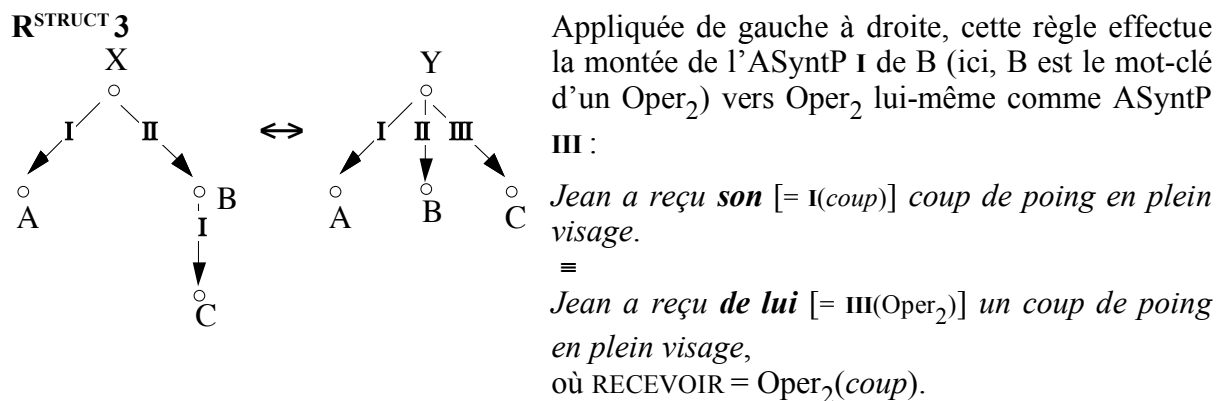 R^STRUCT 3
X
I II
A B
I
C
⇔
Y
I II III
A B C
Appliquée de gauche à droite, cette règle effectue
la montée de l’ASyntP I de B (ici, B est le mot-clé
d’un Oper₂) vers Oper₂ lui-même comme ASyntP
III :
Jean a reçu son [= I(coup)] coup de poing en plein
visage.
≡
Jean a reçu de lui [= III(Oper₂)] un coup de poing
en plein visage,
où RECEVOIR = Oper₂(coup).